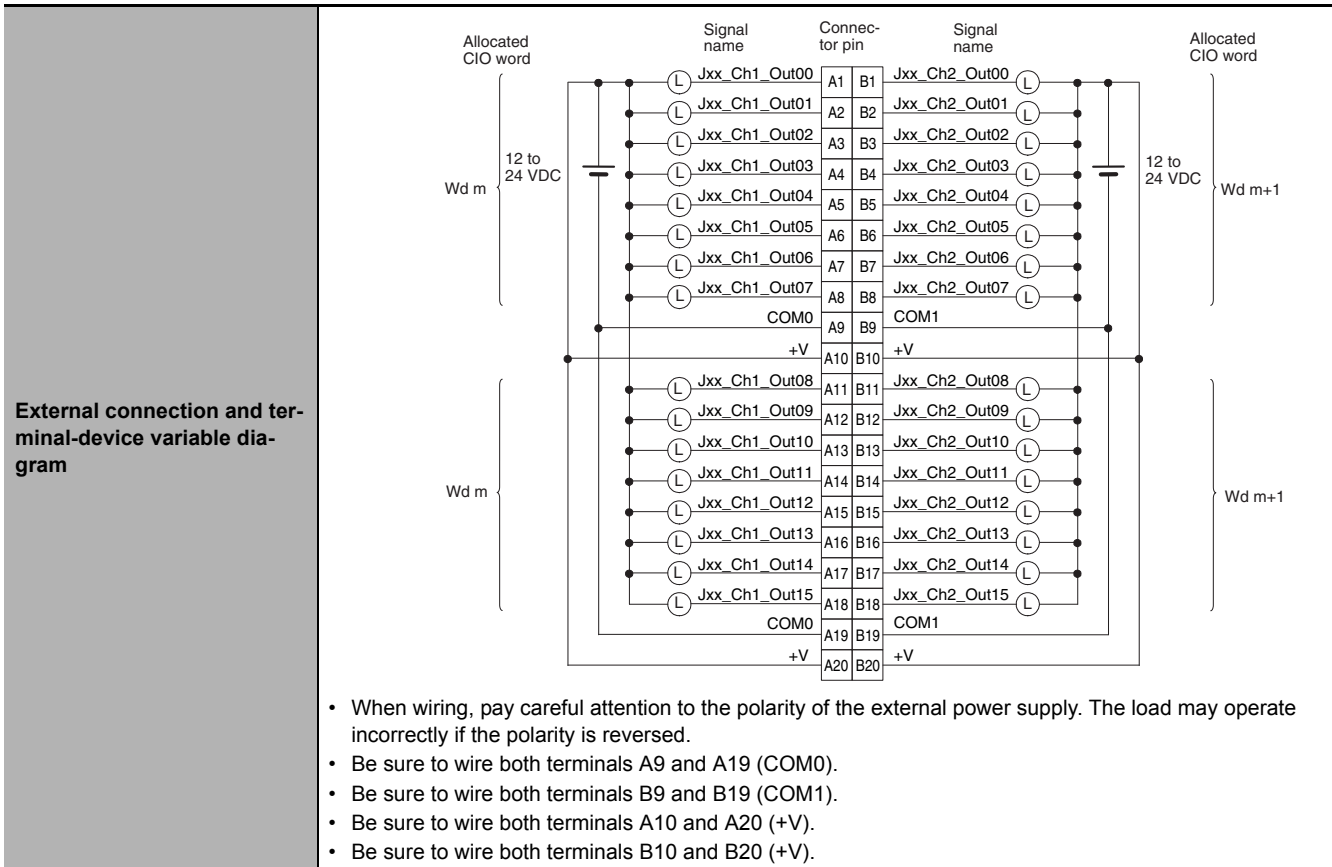 External connection and ter-
minal-device variable dia-
gram
Allocated
CIO word
Signal
name
Connec-
tor pin
Signal
name
Allocated
CIO word
L Jxx_Ch1_Out00 A1 B1 Jxx_Ch2_Out00 L
L Jxx_Ch1_Out01 A2 B2 Jxx_Ch2_Out01 L
L Jxx_Ch1_Out02 A3 B3 Jxx_Ch2_Out02 L
12 to
24 VDC
L Jxx_Ch1_Out03 A4 B4 Jxx_Ch2_Out03 L
12 to
24 VDC
Wd m
L Jxx_Ch1_Out04 A5 B5 Jxx_Ch2_Out04 L
Wd m+1
L Jxx_Ch1_Out05 A6 B6 Jxx_Ch2_Out05 L
L Jxx_Ch1_Out06 A7 B7 Jxx_Ch2_Out06 L
L Jxx_Ch1_Out07 A8 B8 Jxx_Ch2_Out07 L
COM0 A9 B9 COM1
+V A10 B10 +V
L Jxx_Ch1_Out08 A11 B11 Jxx_Ch2_Out08 L
L Jxx_Ch1_Out09 A12 B12 Jxx_Ch2_Out09 L
L Jxx_Ch1_Out10 A13 B13 Jxx_Ch2_Out10 L
L Jxx_Ch1_Out11 A14 B14 Jxx_Ch2_Out11 L
Wd m
Wd m+1
L Jxx_Ch1_Out12 A15 B15 Jxx_Ch2_Out12 L
L Jxx_Ch1_Out13 A16 B16 Jxx_Ch2_Out13 L
L Jxx_Ch1_Out14 A17 B17 Jxx_Ch2_Out14 L
L Jxx_Ch1_Out15 A18 B18 Jxx_Ch2_Out15 L
COM0 A19 B19 COM1
+V A20 B20 +V
• When wiring, pay careful attention to the polarity of the external power supply. The load may operate
incorrectly if the polarity is reversed.
• Be sure to wire both terminals A9 and A19 (COM0).
• Be sure to wire both terminals B9 and B19 (COM1).
• Be sure to wire both terminals A10 and A20 (+V).
• Be sure to wire both terminals B10 and B20 (+V).